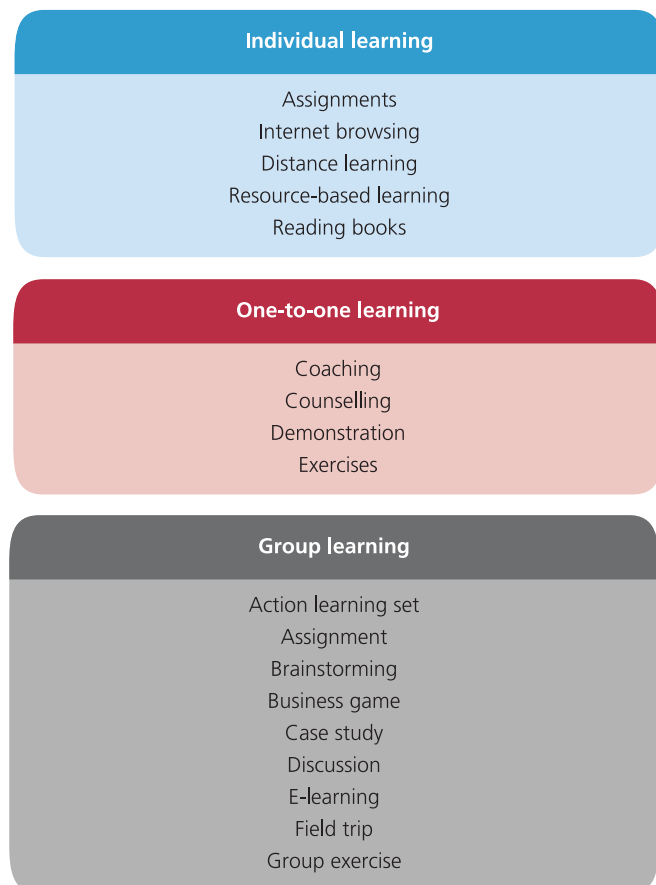 Individual learning
Assignments
Internet browsing
Distance learning
Resource-based learning
Reading books
One-to-one learning
Coaching
Counselling
Demonstration
Exercises
Group learning
Action learning set
Assignment
Brainstorming
Business game
Case study
Discussion
E-learning
Field trip
Group exercise